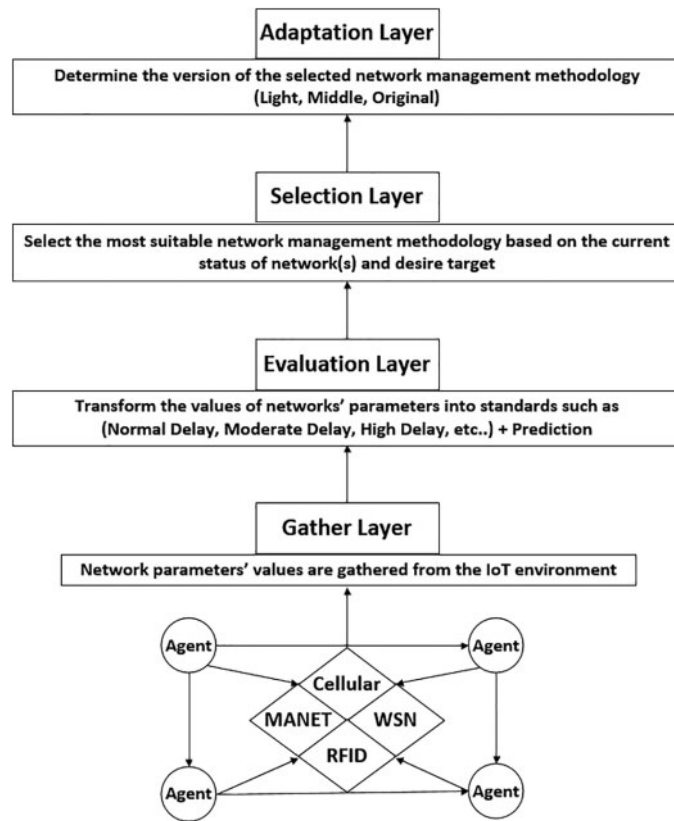 Adaptation Layer
Determine the version of the selected network management methodology
(Light, Middle, Original)
Selection Layer
Select the most suitable network management methodology based on the current
status of network(s) and desire target
Evaluation Layer
Transform the values of networks' parameters into standards such as
(Normal Delay, Moderate Delay, High Delay, etc..) + Prediction
Gather Layer
Network parameters' values are gathered from the IoT environment
Agent
Agent
Cellular
MANET
WSN
RFID
Agent
Agent